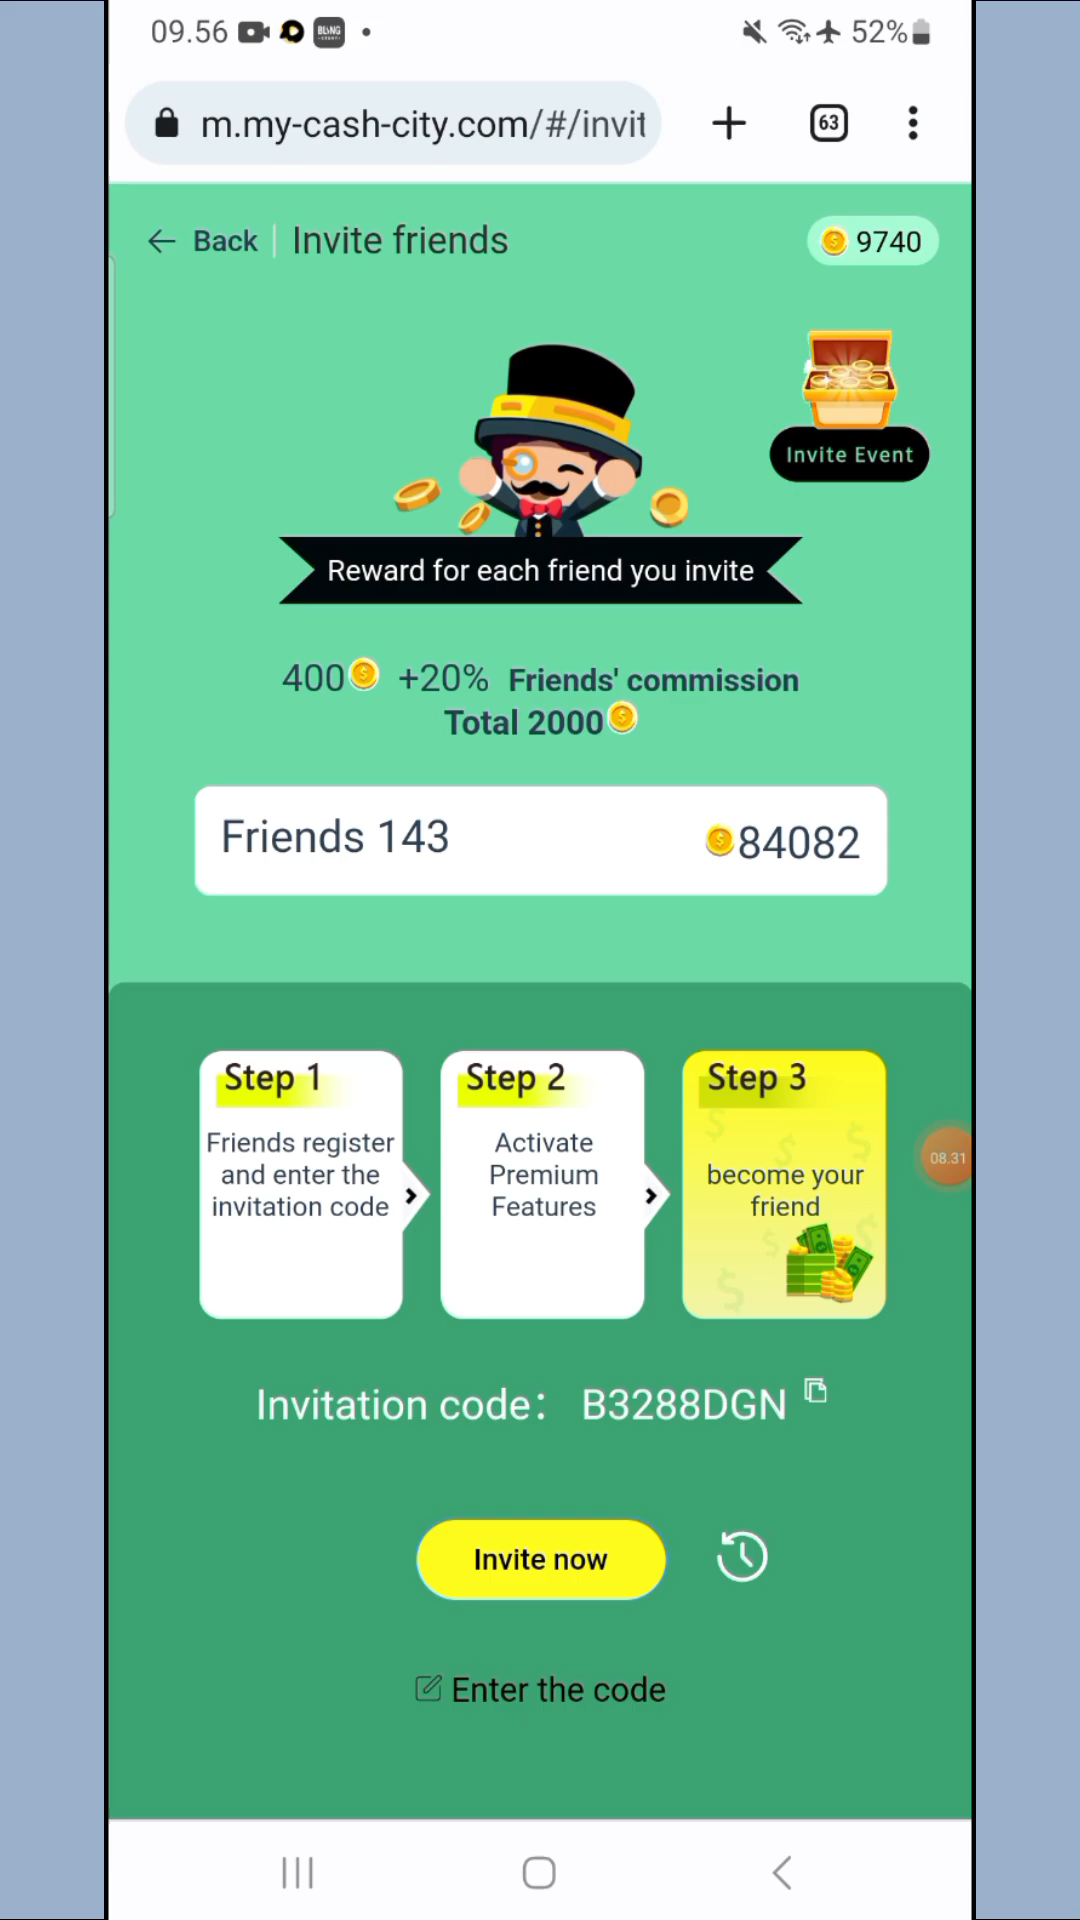 09.56
BLING
52%
m.my-cash-city.com/#/invit
63
Back
Invite friends
9740
Invite Event
Reward for each friend you invite
400 +20% Friends' commission
Total 2000
Friends 143
84082
Step 1
Friends register
and enter the
invitation code
Step 2
Activate
Premium
Features
Step 3
become your
friend
08.31
Invitation code: B3288DGN
Invite now
Enter the code